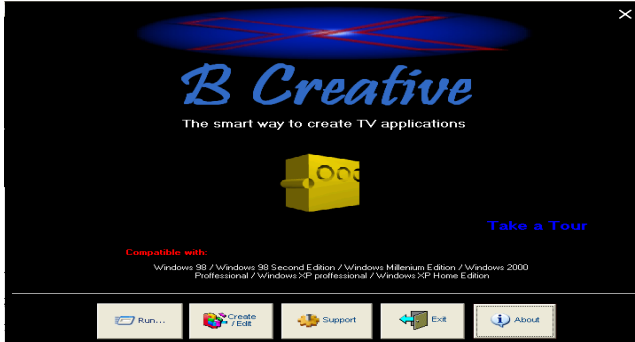 B Creative
The smart way to create TV applications
Take a Tour
Compatible with:
Windows 98 / Windows 98 Second Edition / Windows Millenium Edition / Windows 2000
Proffessional / Windows XP proffessional / Windows XP Home Edition
Run...
Create
/ Edit
Support
Exit
About